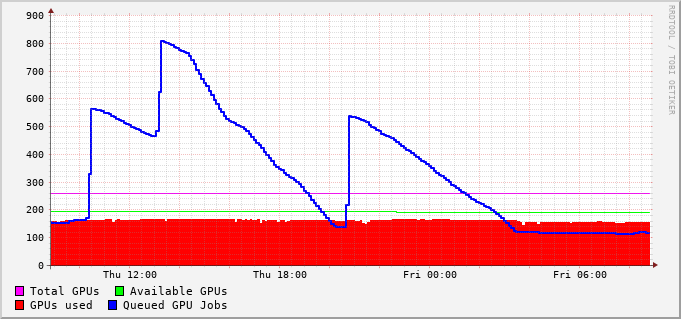 900
800
700
600
500
400
300
200
100
0
Thu 12:00 Thu 18:00 Fri 00:00 Fri 06:00
Total GPUs Available GPUs
GPUs used Queued GPU Jobs
RRDTOOL / TOBI OETIKER